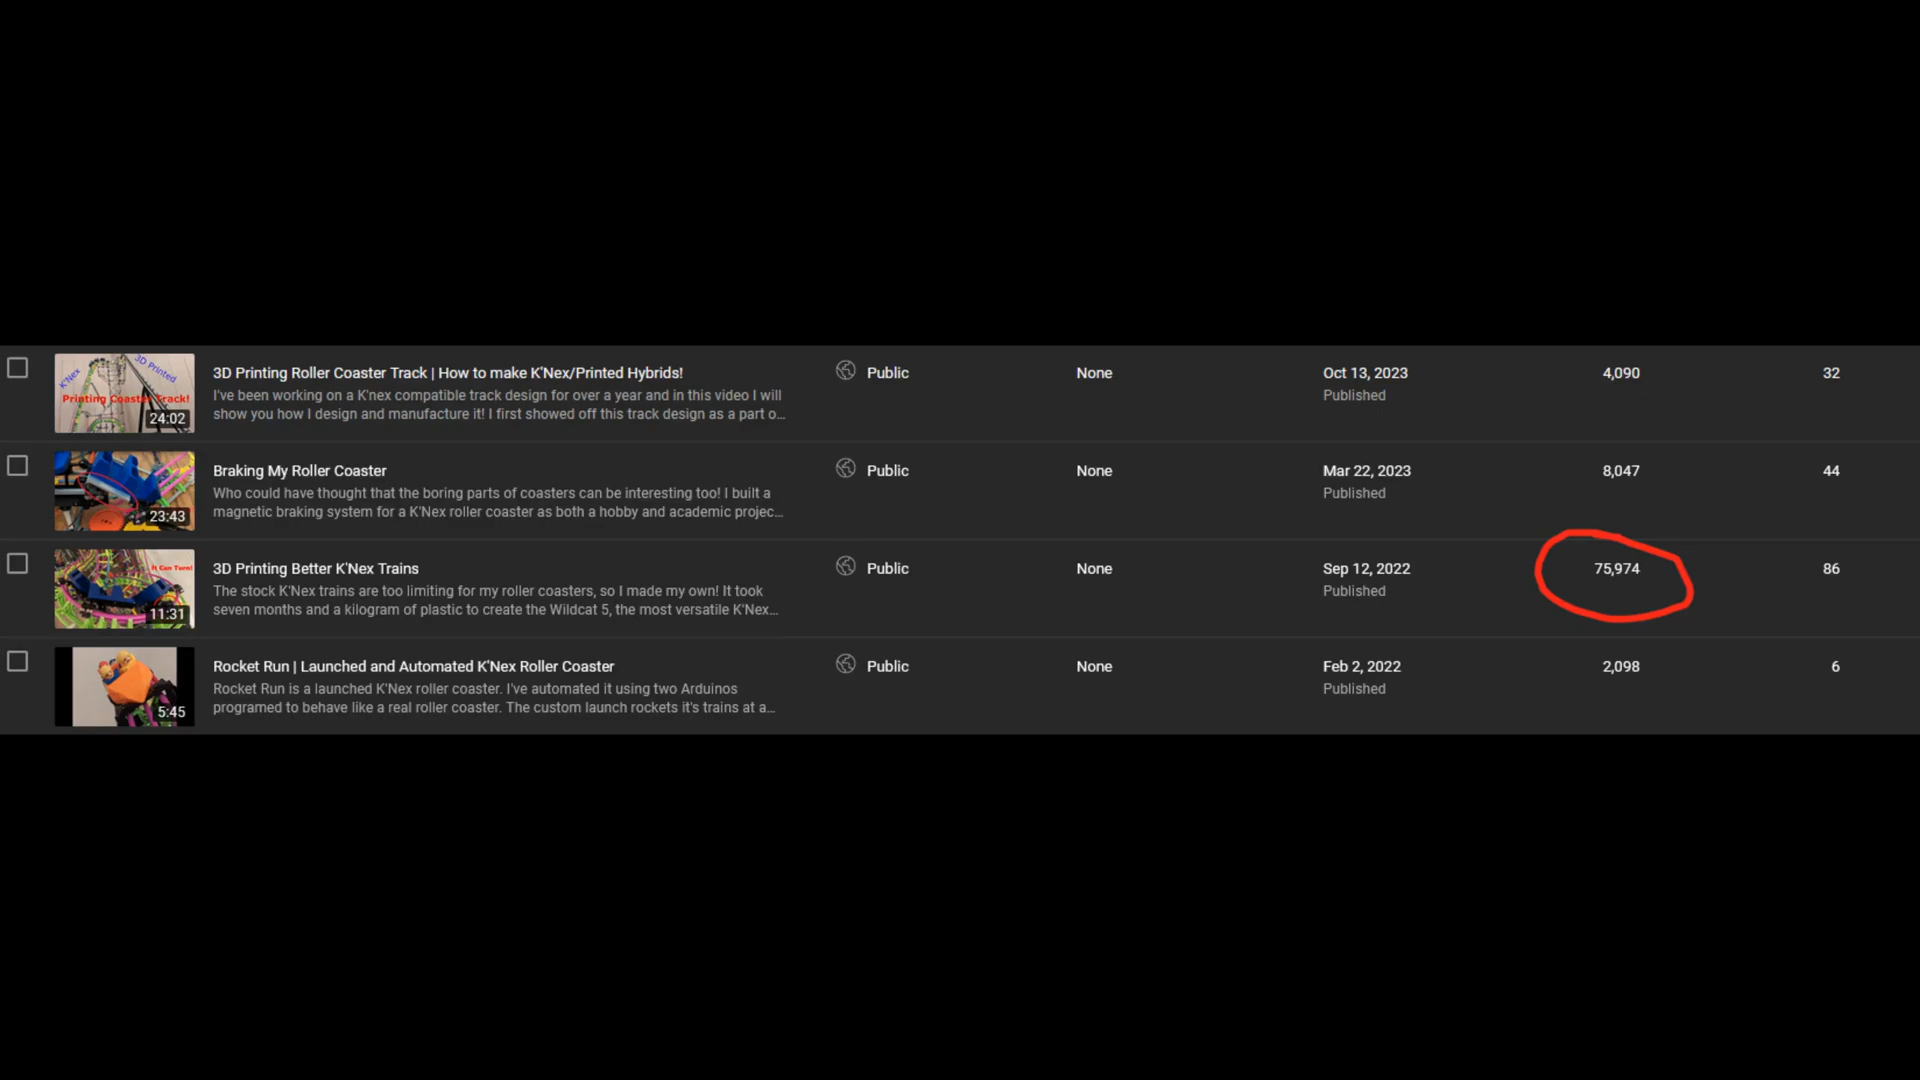 K'Nex
3D Printed
Printing Coaster Track!
24:02
3D Printing Roller Coaster Track | How to make K'Nex/Printed Hybrids!
I've been working on a K'nex compatible track design for over a year and in this video I will
show you how I design and manufacture it! I first showed off this track design as a part o...
Public
None
Oct 13, 2023
Published
4,090
32
23:43
Braking My Roller Coaster
Who could have thought that the boring parts of coasters can be interesting too! I built a
magnetic braking system for a K'Nex roller coaster as both a hobby and academic projec...
Public
None
Mar 22, 2023
Published
8,047
44
It Can Turn!
11:31
3D Printing Better K'Nex Trains
The stock K'Nex trains are too limiting for my roller coasters, so I made my own! It took
seven months and a kilogram of plastic to create the Wildcat 5, the most versatile K'Nex...
Public
None
Sep 12, 2022
Published
75,974
86
5:45
Rocket Run | Launched and Automated K'Nex Roller Coaster
Rocket Run is a launched K'Nex roller coaster. I've automated it using two Arduinos
programed to behave like a real roller coaster. The custom launch rockets it's trains at a...
Public
None
Feb 2, 2022
Published
2,098
6